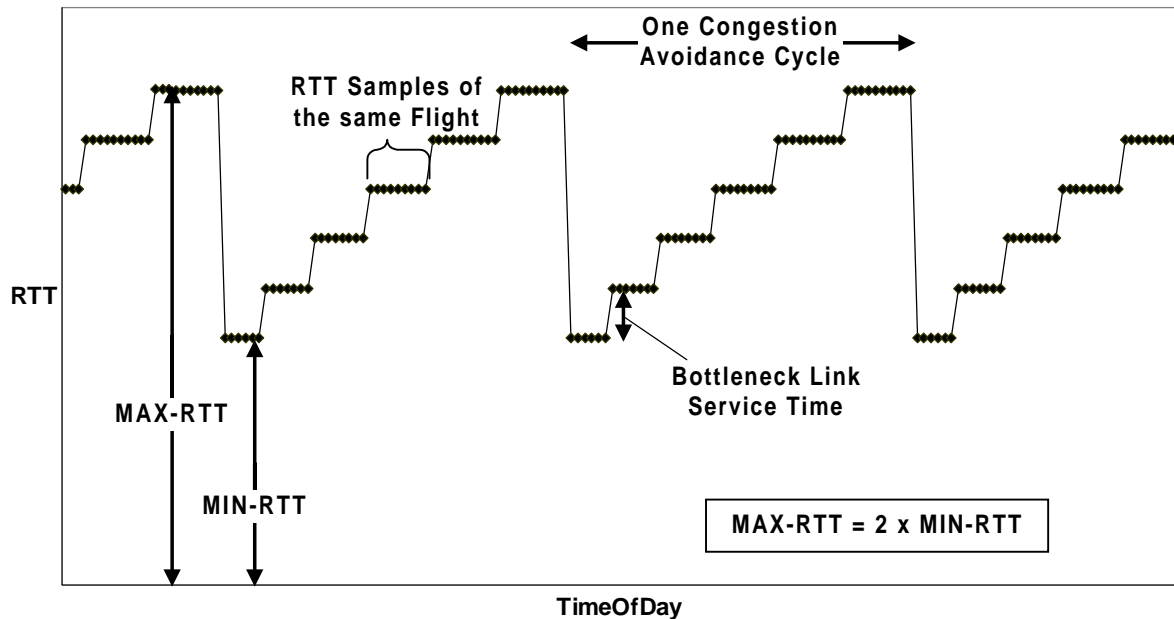 One Congestion
Avoidance Cycle
RTT Samples of
the same Flight
RTT
Bottleneck Link
Service Time
MAX-RTT
MIN-RTT
MAX-RTT = 2 x MIN-RTT
TimeOfDay